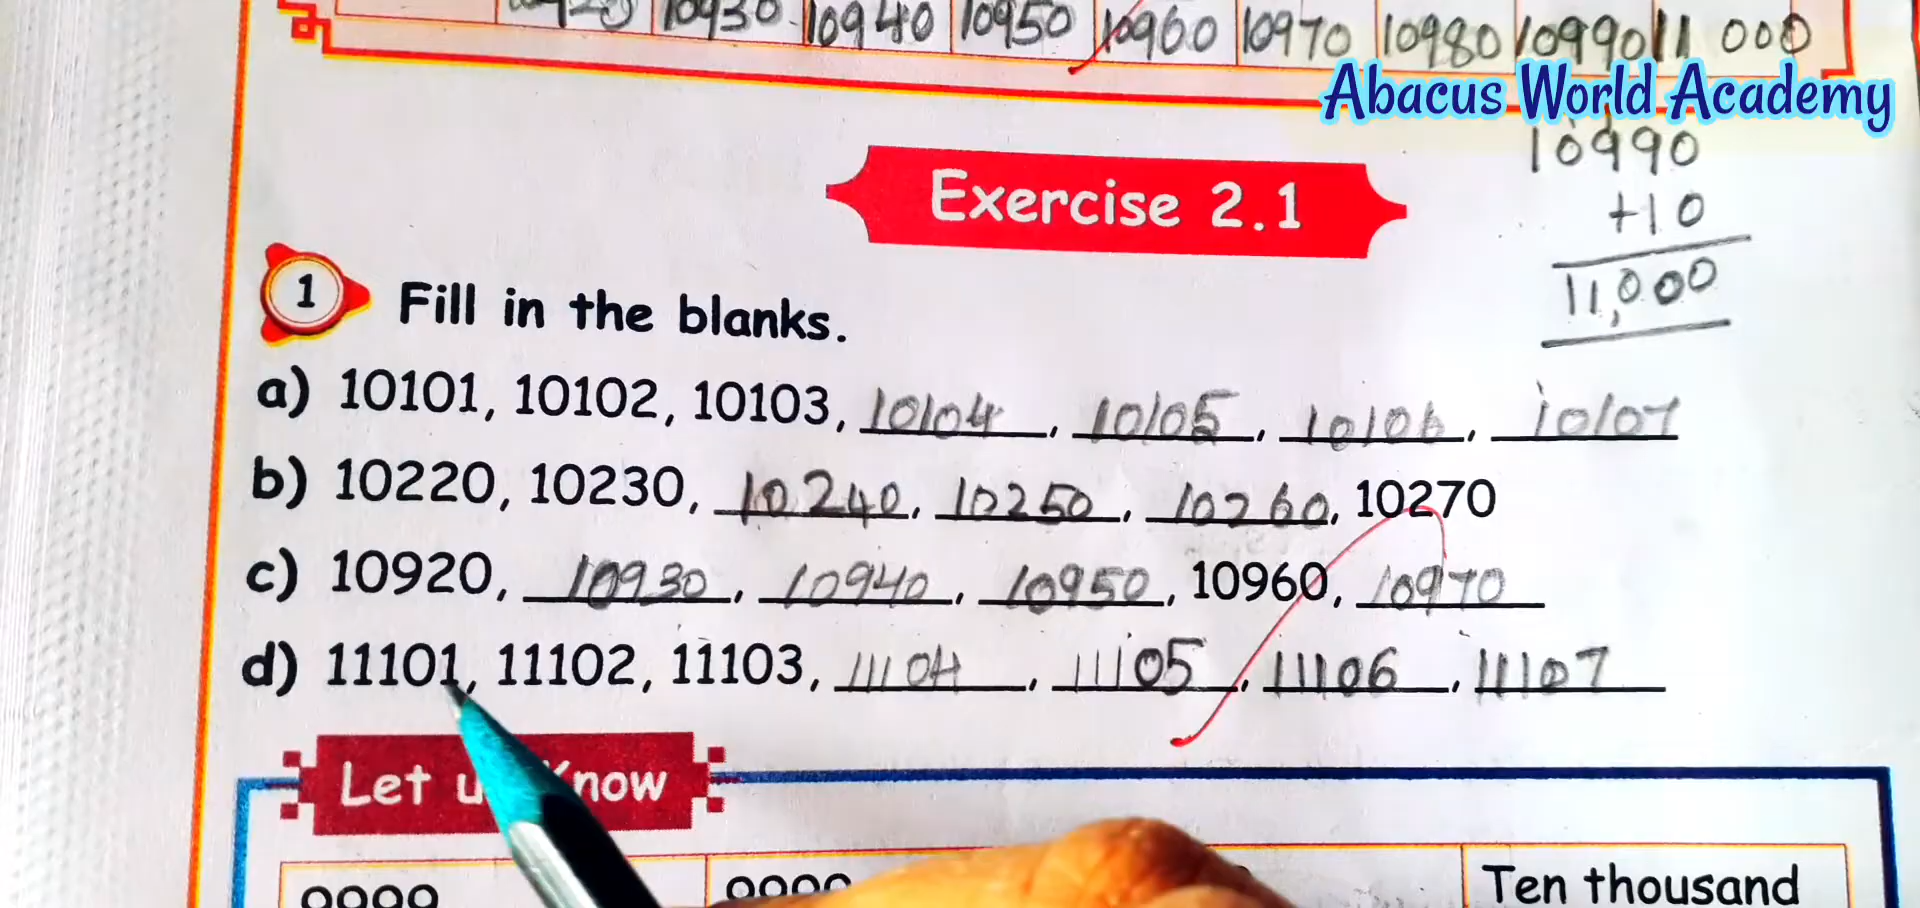 10930 10940 10950 10960 10970 10980 10990 11 000
Abacus World Academy
10990
+10
11,000
Exercise 2.1
1 Fill in the blanks.
a) 10101, 10102, 10103, 10104, 10105, 10106, 10107
b) 10220, 10230, 10240, 10250, 10260, 10270
c) 10920, 10930, 10940, 10950, 10960, 10970
d) 11101, 11102, 11103, 11104, 11105, 11106, 11107
Let us Know
9999 9999 Ten thousand